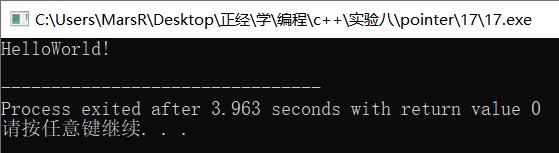 C:\Users\MarsR\Desktop\正经\学\编程\c++\实验八\pointer\17\17.exe
HelloWorld!
--------------------------------
Process exited after 3.963 seconds with return value 0
请按任意键继续. . .